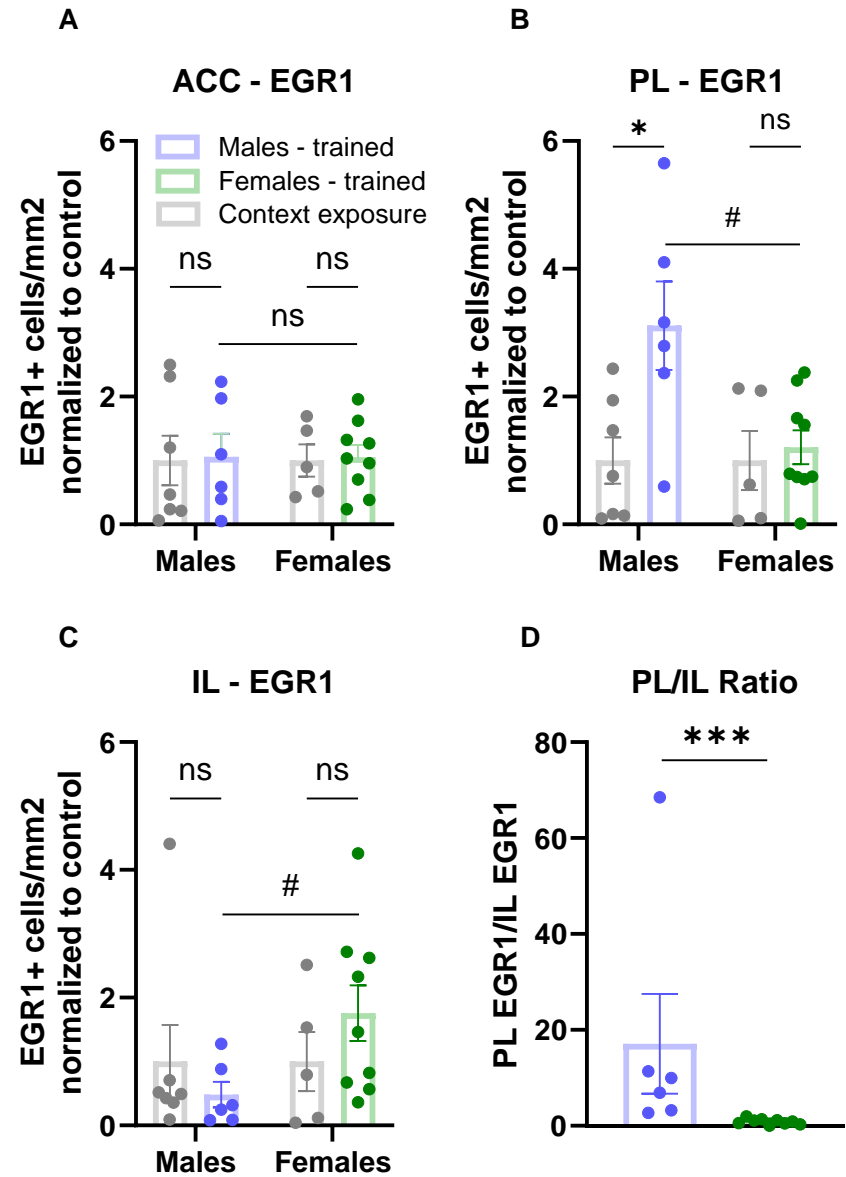 A
ACC - EGR1
EGR1+ cells/mm2
normalized to control
6
4
2
0
Males - trained
Females - trained
Context exposure
ns
ns
ns
Males
Females
B
PL - EGR1
EGR1+ cells/mm2
normalized to control
6
4
2
0
*
ns
#
Males
Females
C
IL - EGR1
EGR1+ cells/mm2
normalized to control
6
4
2
0
ns
ns
#
Males
Females
D
PL/IL Ratio
PL EGR1/IL EGR1
80
60
40
20
0
***